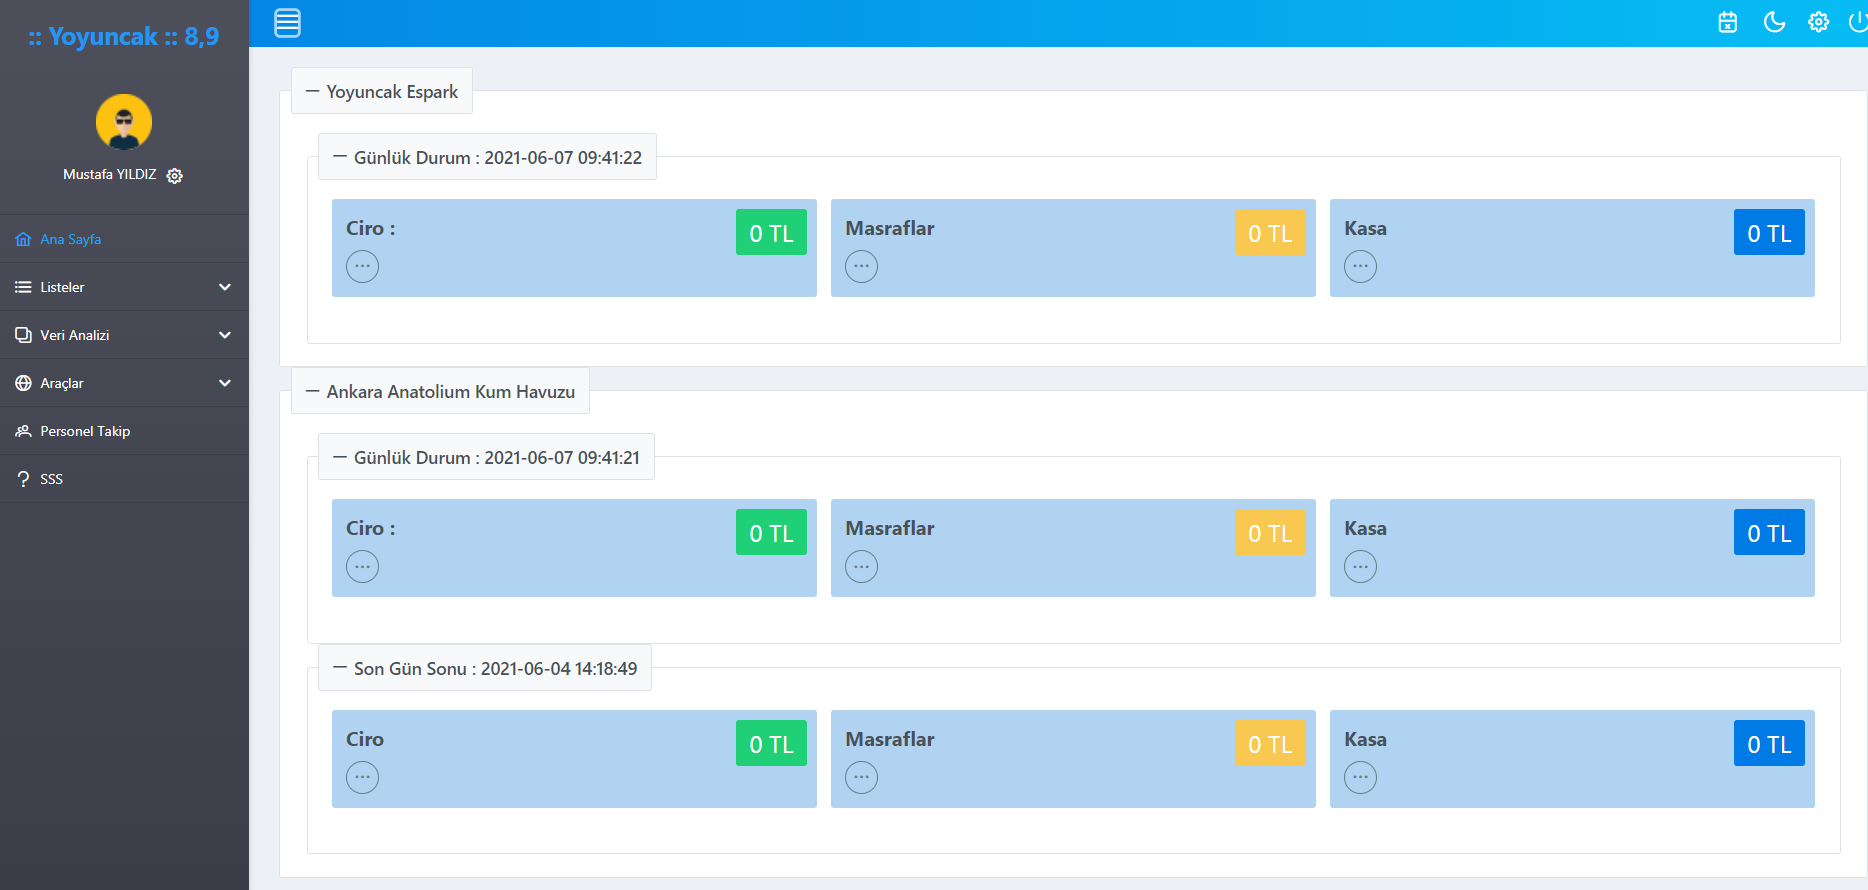 :: Yoyuncak :: 8,9
Mustafa YILDIZ
Ana Sayfa
Listeler
Veri Analizi
Araçlar
Personel Takip
SSS
Yoyuncak Espark
Günlük Durum : 2021-06-07 09:41:22
Ciro :
0 TL
Masraflar
0 TL
Kasa
0 TL
Ankara Anatolium Kum Havuzu
Günlük Durum : 2021-06-07 09:41:21
Ciro :
0 TL
Masraflar
0 TL
Kasa
0 TL
Son Gün Sonu : 2021-06-04 14:18:49
Ciro
0 TL
Masraflar
0 TL
Kasa
0 TL